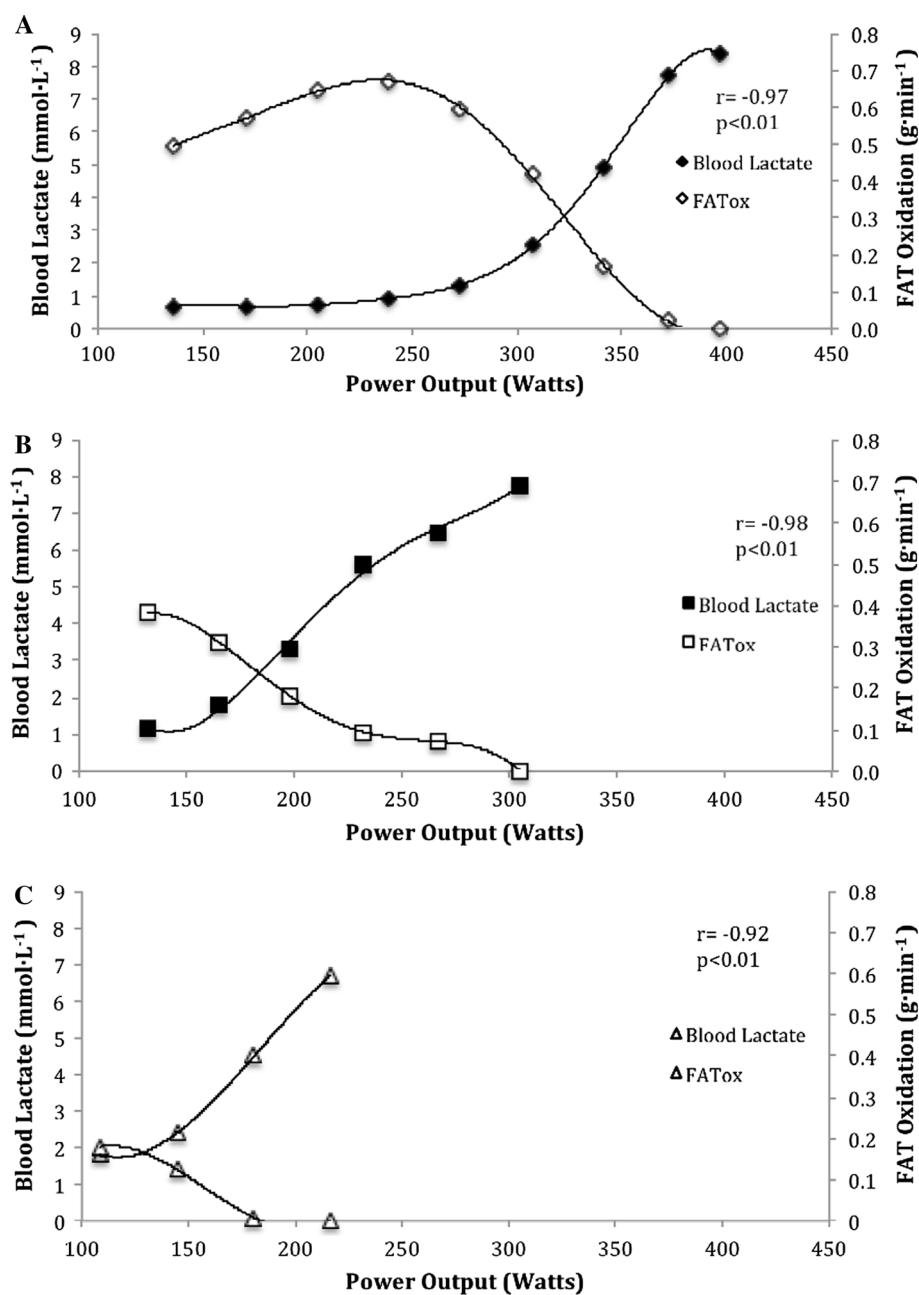 A
Blood Lactate (mmol·L⁻¹)
9
8
7
6
5
4
3
2
1
0
0.8
0.7
0.6
0.5
0.4
0.3
0.2
0.1
0.0
FAT Oxidation (g·min⁻¹)
r= -0.97
p<0.01
Blood Lactate
FATox
100 150 200 250 300 350 400 450
Power Output (Watts)
B
Blood Lactate (mmol·L⁻¹)
9
8
7
6
5
4
3
2
1
0
0.8
0.7
0.6
0.5
0.4
0.3
0.2
0.1
0.0
FAT Oxidation (g·min⁻¹)
r= -0.98
p<0.01
Blood Lactate
FATox
100 150 200 250 300 350 400 450
Power Output (Watts)
C
Blood Lactate (mmol·L⁻¹)
9
8
7
6
5
4
3
2
1
0
0.8
0.7
0.6
0.5
0.4
0.3
0.2
0.1
0
FAT Oxidation (g·min⁻¹)
r= -0.92
p<0.01
Blood Lactate
FATox
100 150 200 250 300 350 400 450
Power Output (Watts)